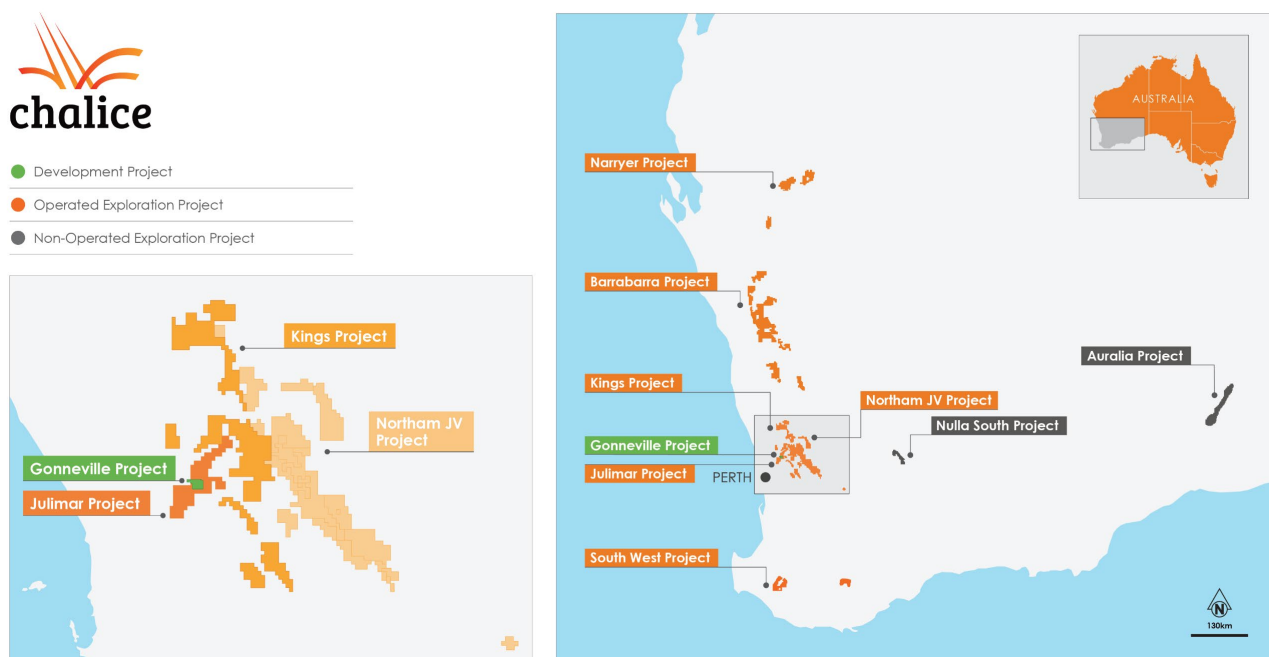 chalice
Development Project
Operated Exploration Project
Non-Operated Exploration Project
Kings Project
Northam JV
Project
Gonneville Project
Julimar Project
AUSTRALIA
Narryer Project
Barrabarra Project
Auralia Project
Kings Project
Northam JV Project
Nulla South Project
Gonneville Project
Julimar Project
PERTH
South West Project
N
130km